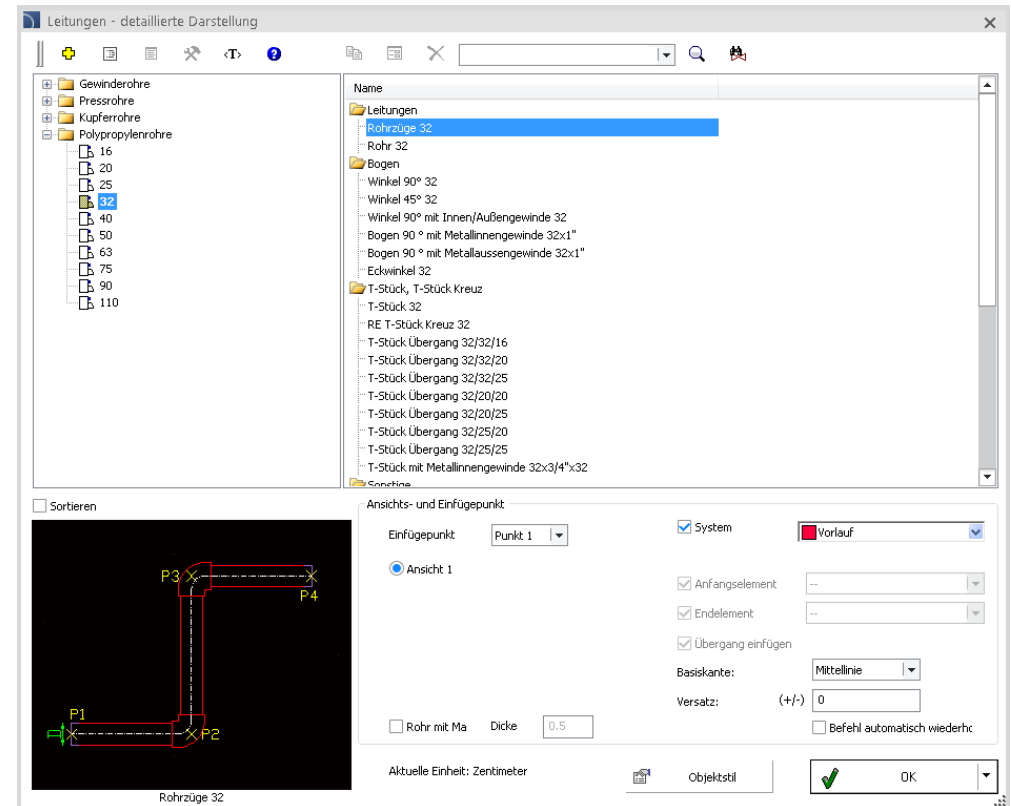 Leitungen - detaillierte Darstellung
<T>
Gewinderohre
Pressrohre
Kupferrohre
Polypropylenrohre
16
20
25
32
40
50
63
75
90
110
Name
Leitungen
Rohrzüge 32
Rohr 32
Bogen
Winkel 90° 32
Winkel 45° 32
Winkel 90° mit Innen/Außengewinde 32
Bogen 90 ° mit Metallinnengewinde 32x1"
Bogen 90 ° mit Metallaussengewinde 32x1"
Eckwinkel 32
T-Stück, T-Stück Kreuz
T-Stück 32
RE T-Stück Kreuz 32
T-Stück Übergang 32/32/16
T-Stück Übergang 32/32/20
T-Stück Übergang 32/32/25
T-Stück Übergang 32/20/20
T-Stück Übergang 32/20/25
T-Stück Übergang 32/25/20
T-Stück Übergang 32/25/25
T-Stück mit Metallinnengewinde 32x3/4"x32
Sonstige
Sortieren
P3
P4
P1
P2
Rohrzüge 32
Ansichts- und Einfügepunkt
Einfügepunkt Punkt 1
Ansicht 1
Rohr mit Ma Dicke 0.5
System Vorlauf
Anfangselement --
Endelement --
Übergang einfügen
Basiskante: Mittellinie
Versatz: (+/-) 0
Befehl automatisch wiederhc
Aktuelle Einheit: Zentimeter
Objektstil
OK